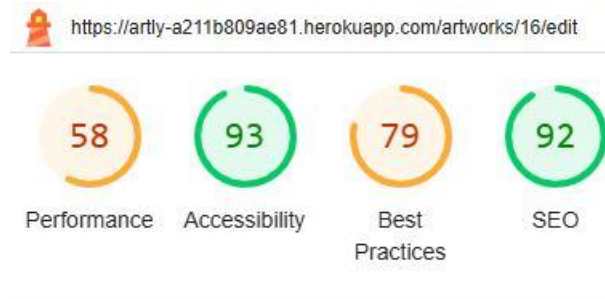 https://artly-a211b809ae81.herokuapp.com/artworks/16/edit
58 93 79 92
Performance Accessibility Best Practices SEO